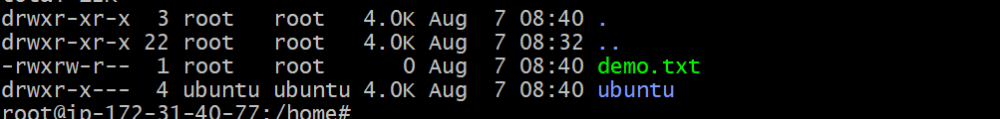 drwxr-xr-x 3 root root 4.0K Aug 7 08:40 .
drwxr-xr-x 22 root root 4.0K Aug 7 08:32 ..
-rwxrw-r-- 1 root root 0 Aug 7 08:40 demo.txt
drwxr-x--- 4 ubuntu ubuntu 4.0K Aug 7 08:40 ubuntu
root@ip-172-31-40-77:/home#